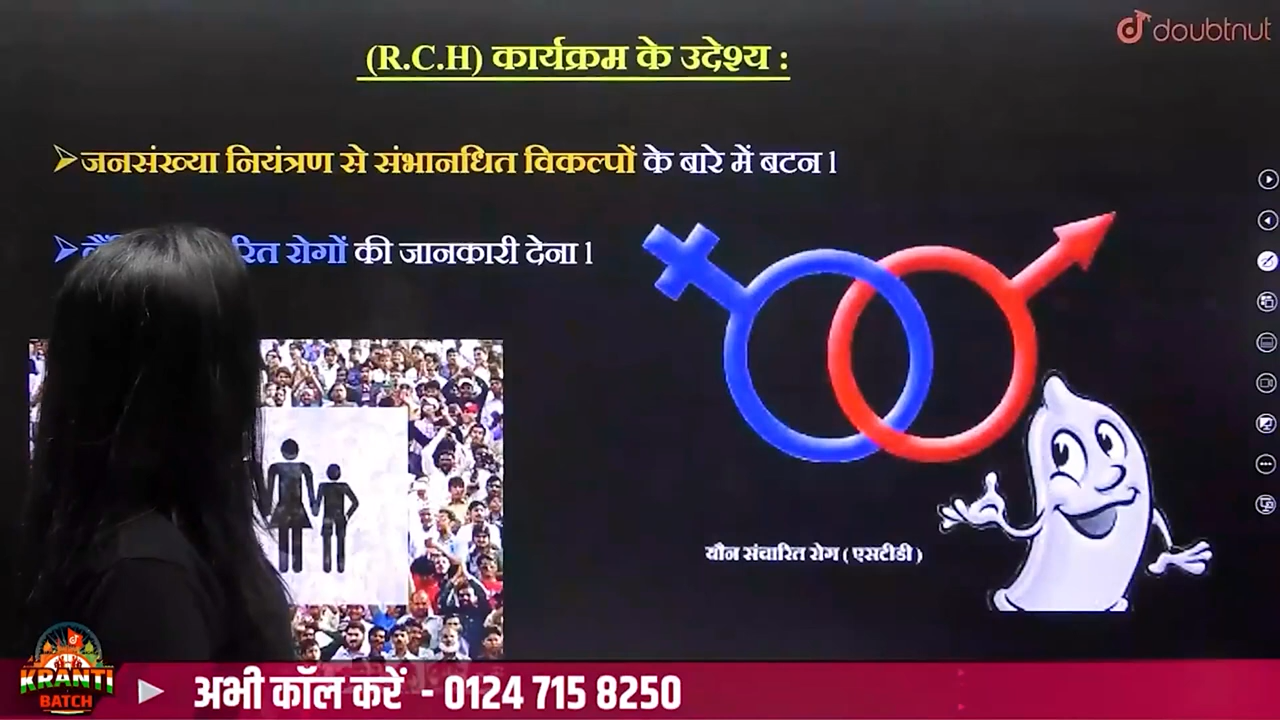 doubtnut
(R.C.H) कार्यक्रम के उदेश्य :
➢जनसंख्या नियंत्रण से संभानधित विकल्पों के बारे में बटन l
रोगों की जानकारी देना l
यौन संचारित रोग ( एसटीडी )
KRANTI
BATCH
अभी कॉल करें - 0124 715 8250